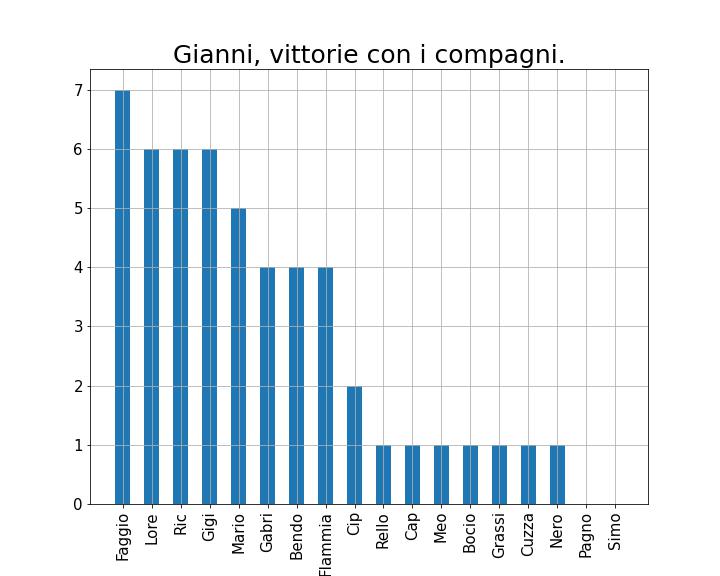 Gianni, vittorie con i compagni.
7
6
5
4
3
2
1
0
Faggio
Lore
Ric
Gigi
Mario
Gabri
Bendo
Flammia
Cip
Rello
Cap
Meo
Bocio
Grassi
Cuzza
Nero
Pagno
Simo